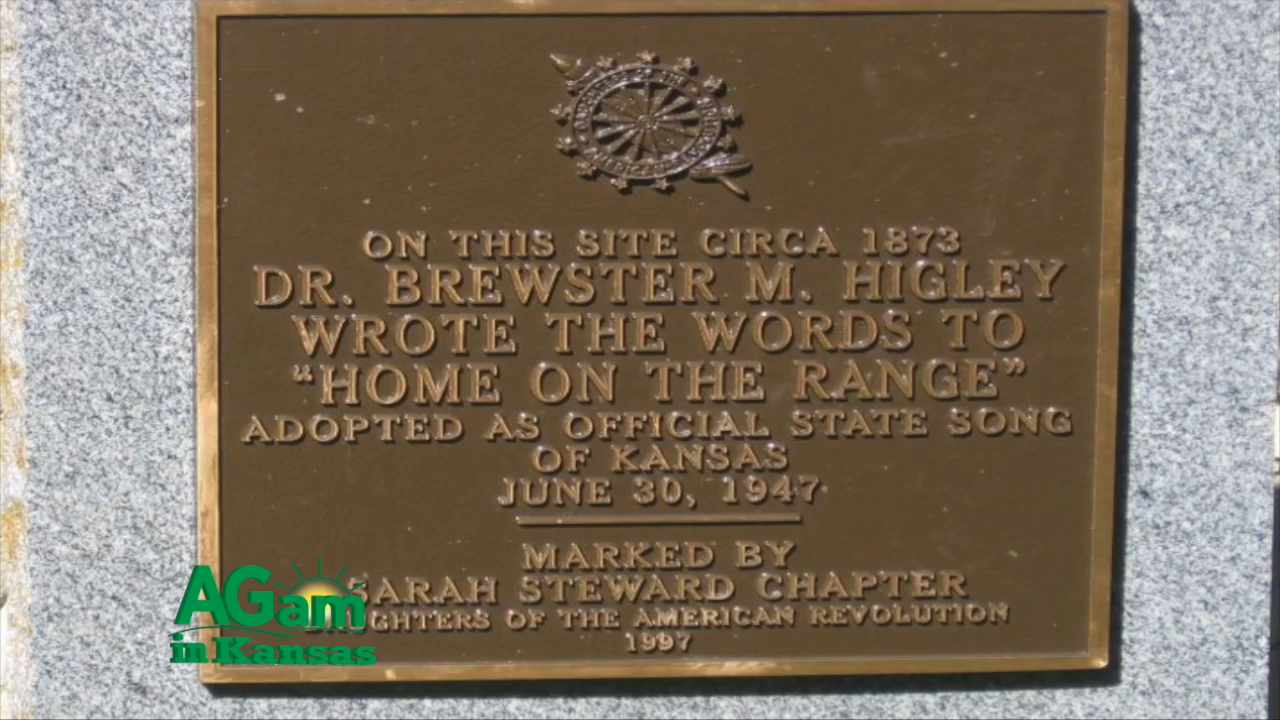 ON THIS SITE CIRCA 1873
DR. BREWSTER M. HIGLEY
WROTE THE WORDS TO
“HOME ON THE RANGE”
ADOPTED AS OFFICIAL STATE SONG
OF KANSAS
JUNE 30, 1947
MARKED BY
SARAH STEWARD CHAPTER
DAUGHTERS OF THE AMERICAN REVOLUTION
1997
AGam
in Kansas